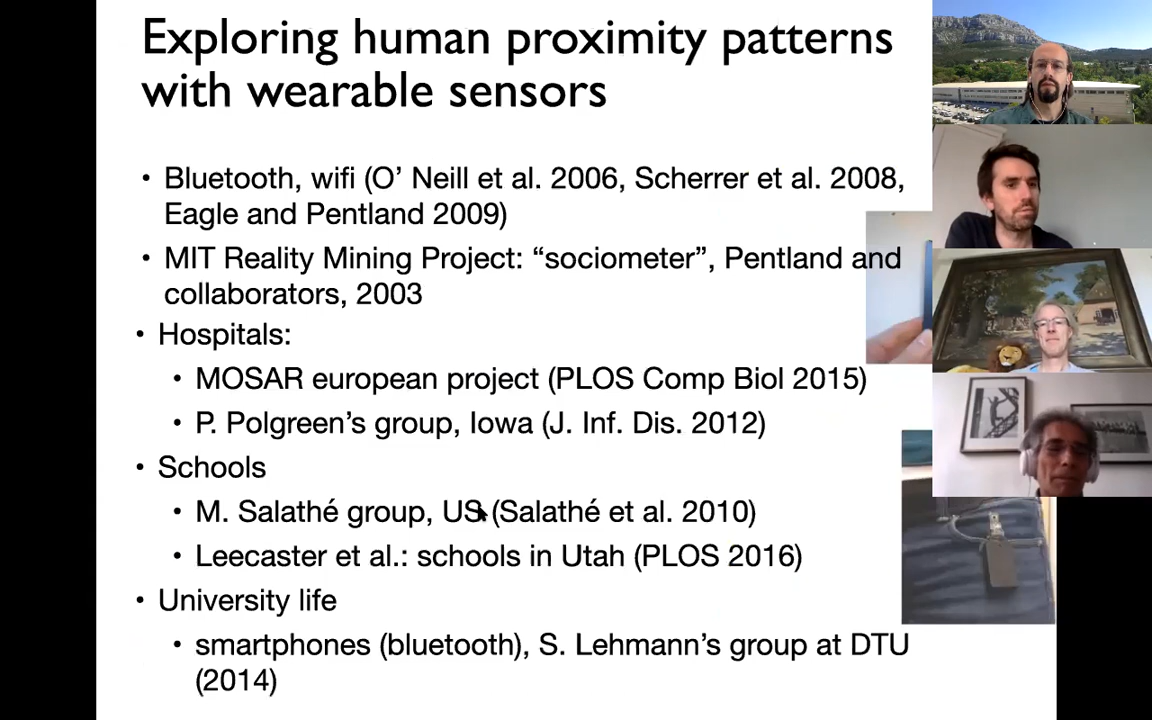 Exploring human proximity patterns
with wearable sensors
• Bluetooth, wifi (O’ Neill et al. 2006, Scherrer et al. 2008,
Eagle and Pentland 2009)
• MIT Reality Mining Project: “sociometer”, Pentland and
collaborators, 2003
• Hospitals:
• MOSAR european project (PLOS Comp Biol 2015)
• P. Polgreen’s group, Iowa (J. Inf. Dis. 2012)
• Schools
• M. Salathé group, US (Salathé et al. 2010)
• Leecaster et al.: schools in Utah (PLOS 2016)
• University life
• smartphones (bluetooth), S. Lehmann’s group at DTU
(2014)